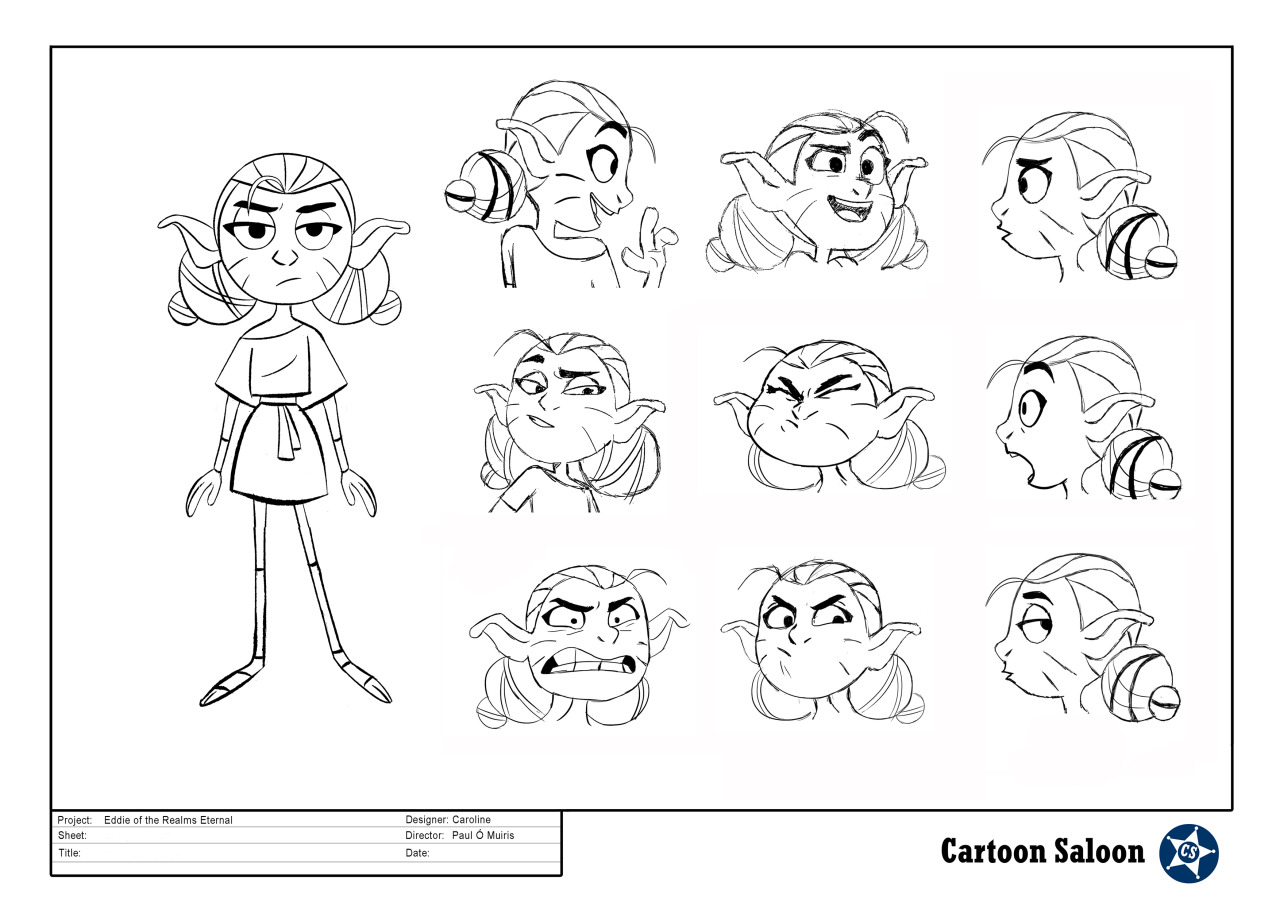 Project: Eddie of the Realms Eternal Designer: Caroline
Sheet: Director: Paul Ó Muiris
Title: Date:
Cartoon Saloon CS